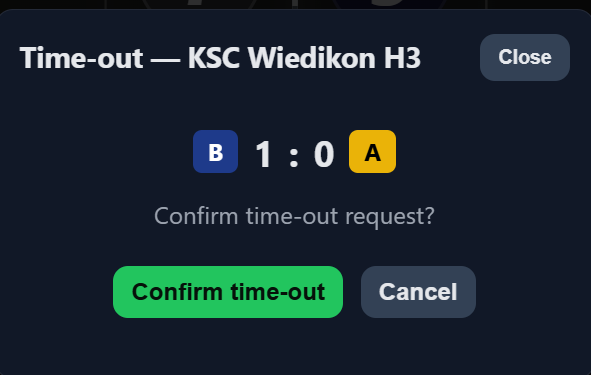 Time-out — KSC Wiedikon H3 Close
B 1 : 0 A
Confirm time-out request?
Confirm time-out Cancel